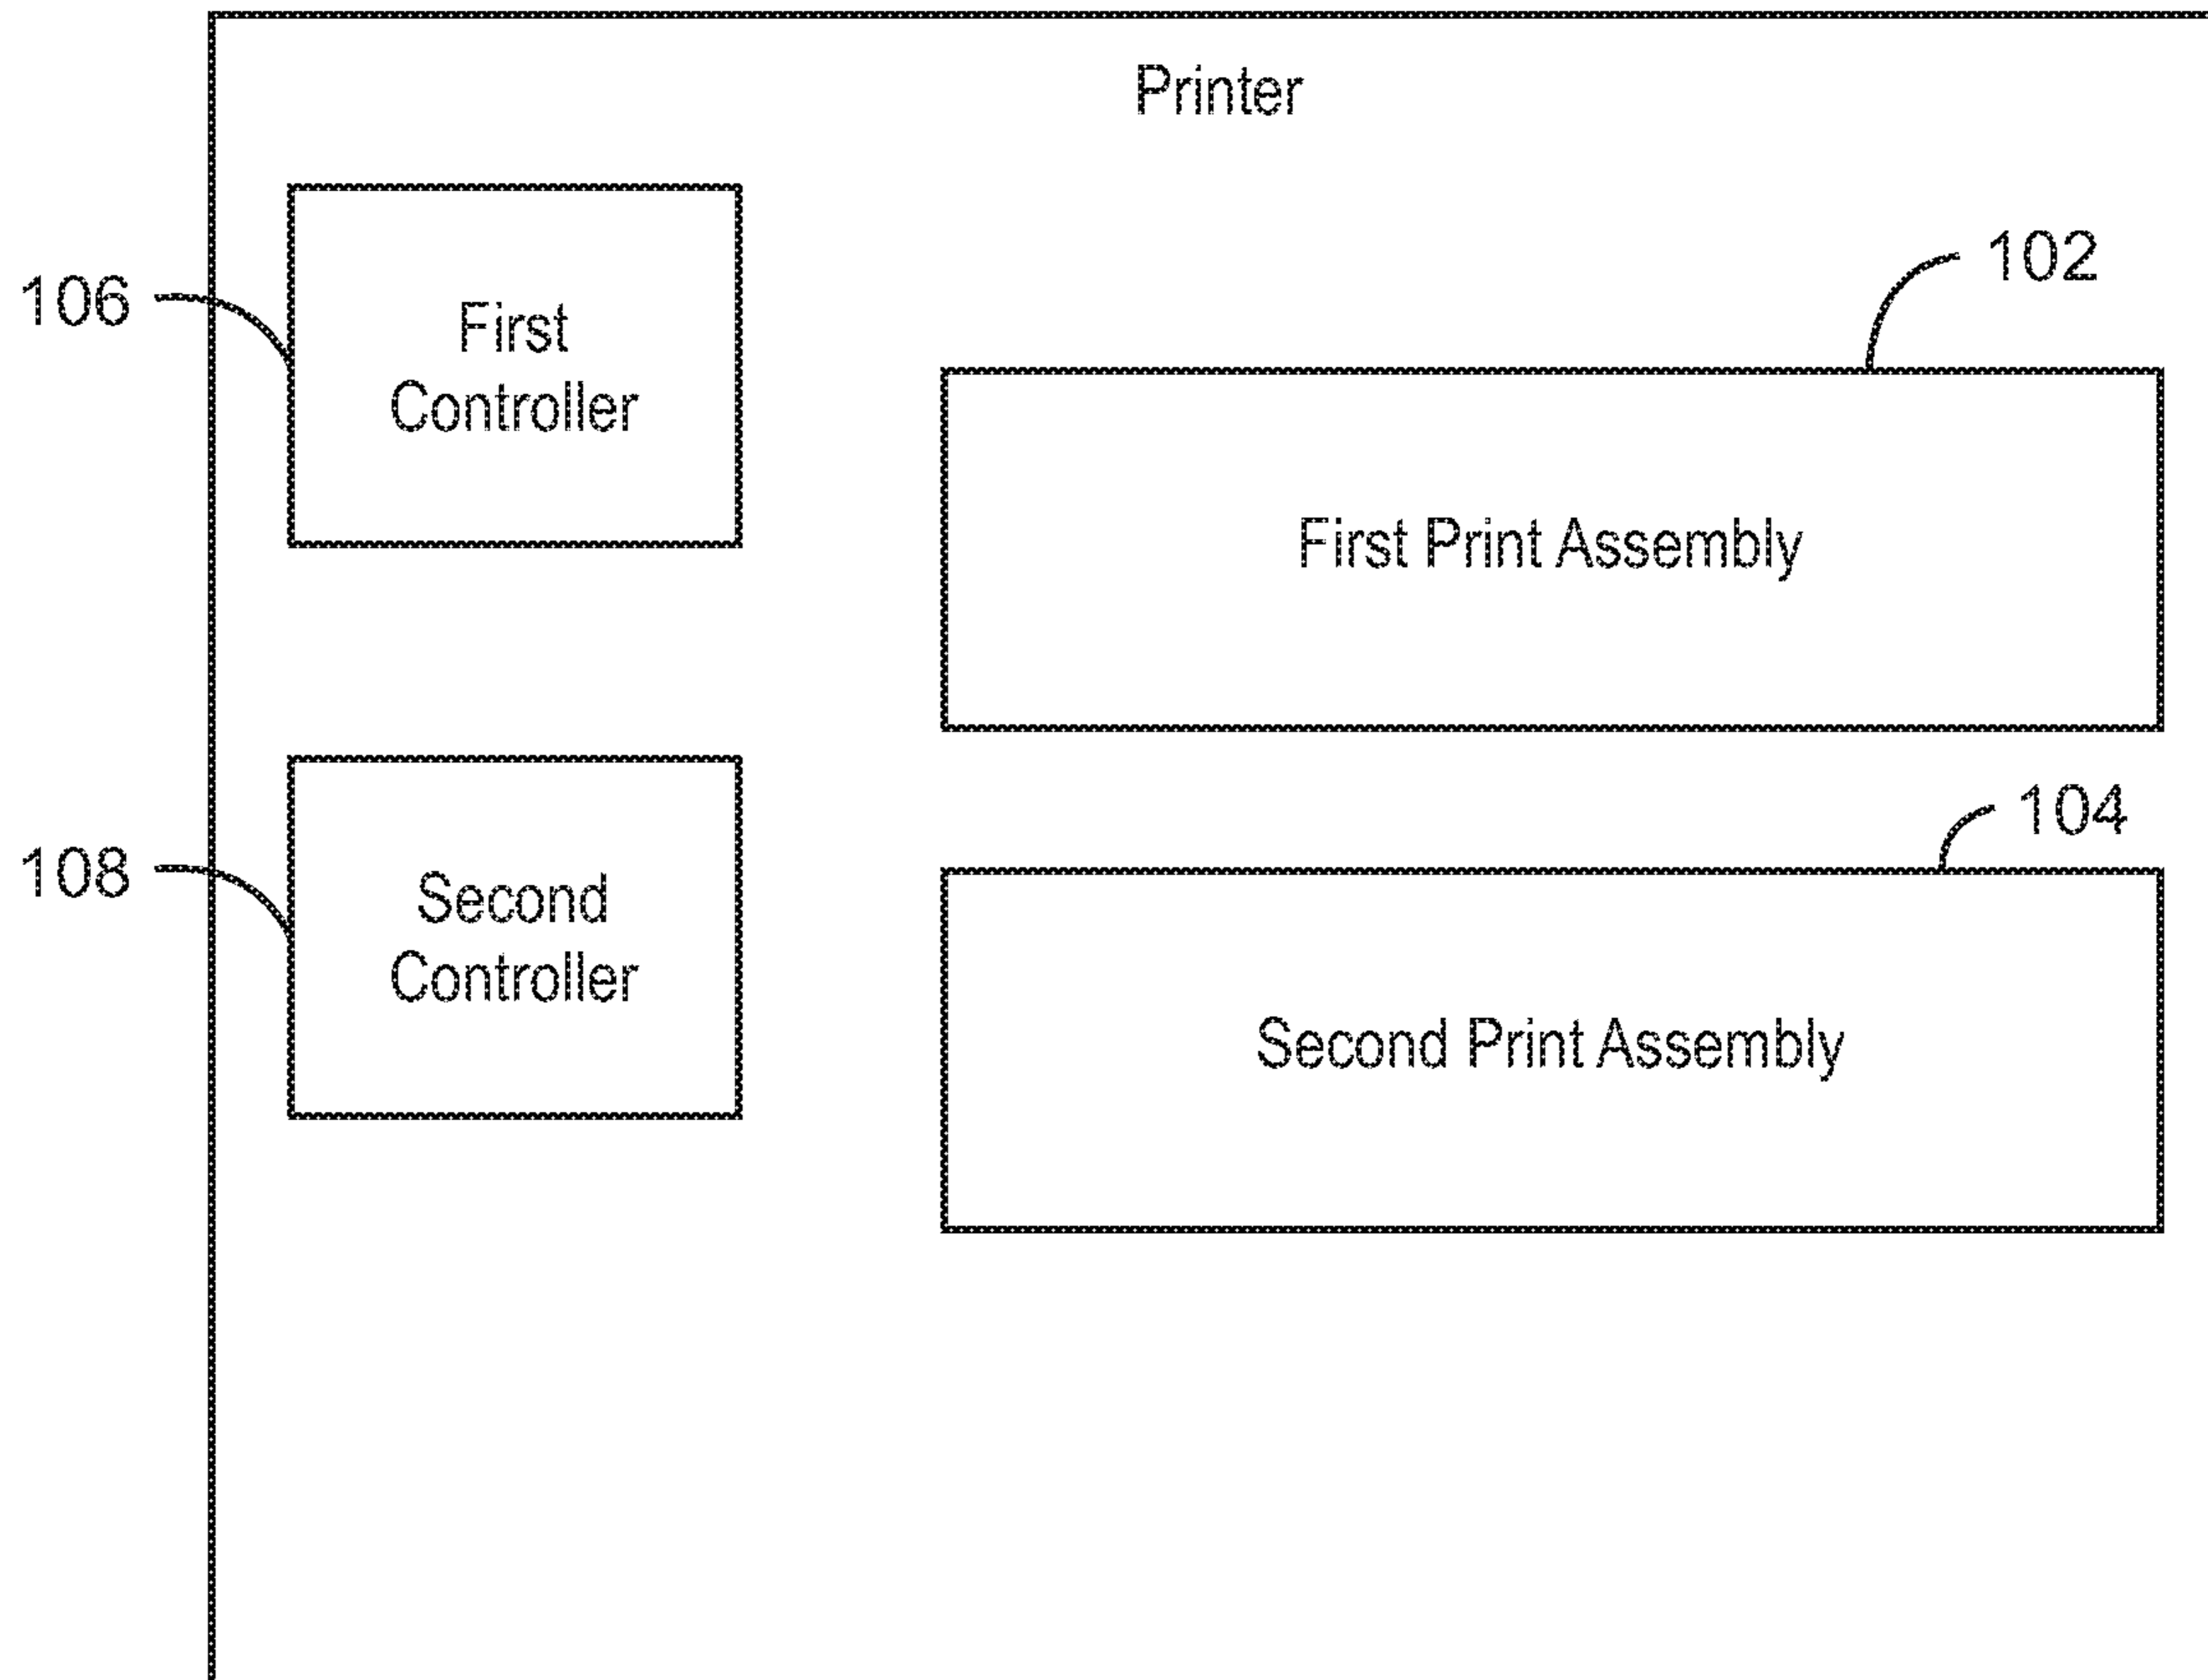 Printer
102
106
First
Controller
First Print Assembly
104
108
Second
Controller
Second Print Assembly